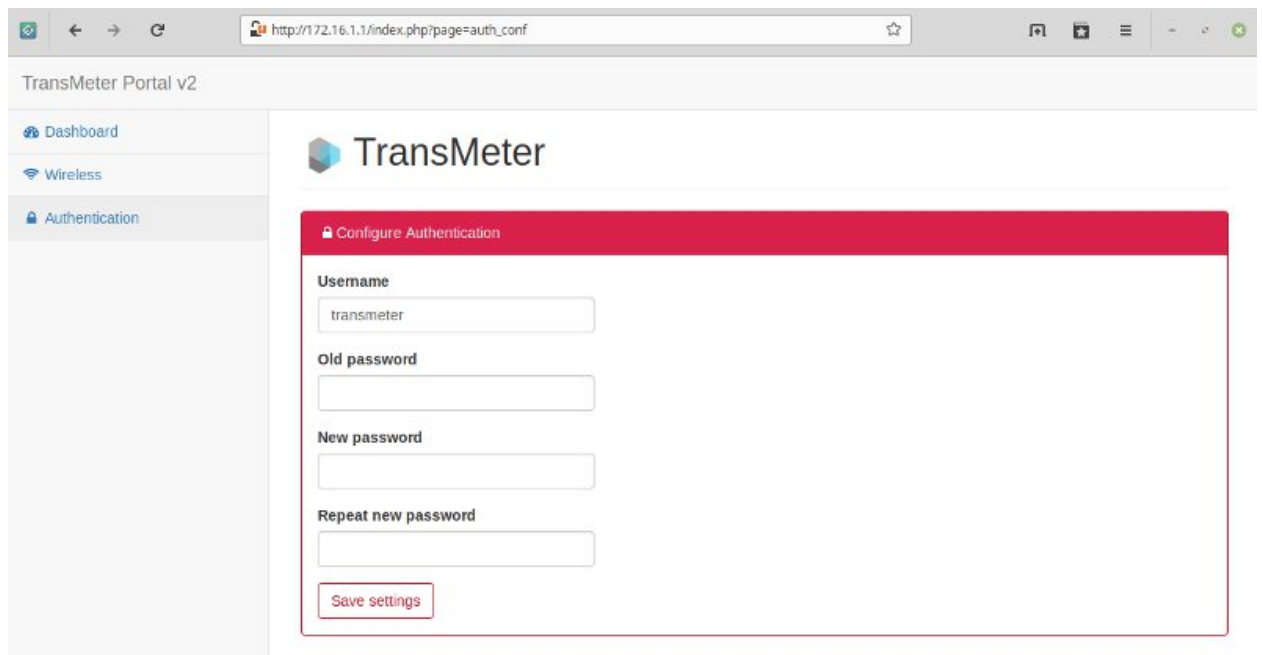 http://172.16.1.1/index.php?page=auth_conf
TransMeter Portal v2
Dashboard
Wireless
Authentication
TransMeter
Configure Authentication
Username
transmeter
Old password
New password
Repeat new password
Save settings